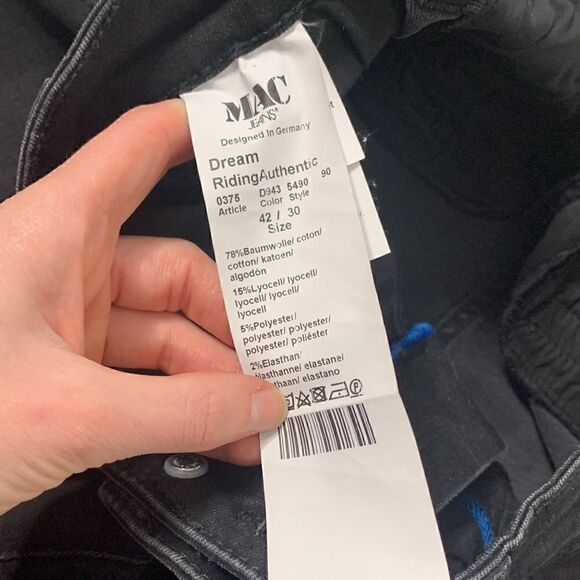 MAC
JEANS®
Designed in Germany
Dream
RidingAuthentic
0375 D943 5490 90
Article Color Style
42 / 30
Size
78%Baumwolle/ coton/
cotton/ katoen/
algodón
15%Lyocell/ lyocell/
lyocell/ lyocell/
lyocell
5%Polyester/
polyester/ polyester/
polyester/ poliéster
2%Elasthan/
elasthanne/ elastane/
elastano
P